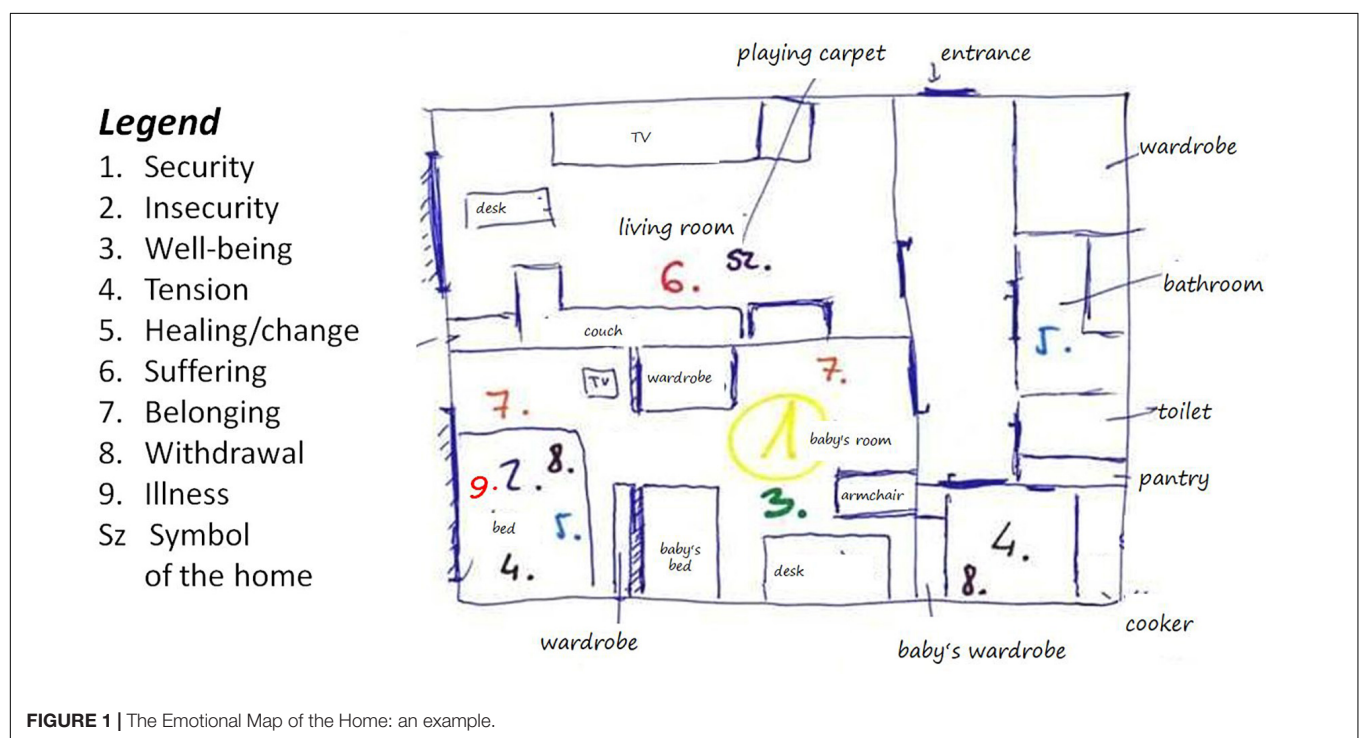 Legend
1. Security
2. Insecurity
3. Well-being
4. Tension
5. Healing/change
6. Suffering
7. Belonging
8. Withdrawal
9. Illness
Sz Symbol
of the home
playing carpet
entrance
TV
wardrobe
desk
living room
Sz.
6.
bathroom
couch
5.
TV
wardrobe
7.
7.
1
baby's room
toilet
8.
9. 2.
pantry
armchair
3.
bed
5.
baby's
bed
desk
4.
4.
8.
cooker
wardrobe
baby's wardrobe
FIGURE 1 | The Emotional Map of the Home: an example.